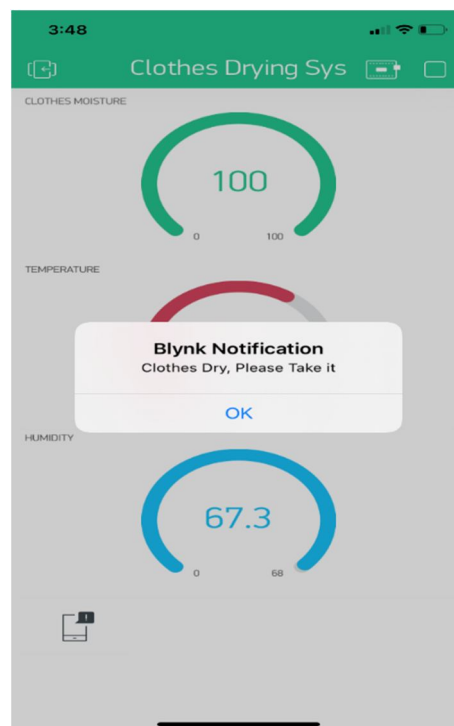 3:48
Clothes Drying Sys
CLOTHES MOISTURE
100
0 100
TEMPERATURE
Blynk Notification
Clothes Dry, Please Take it
OK
HUMIDITY
67.3
0 68